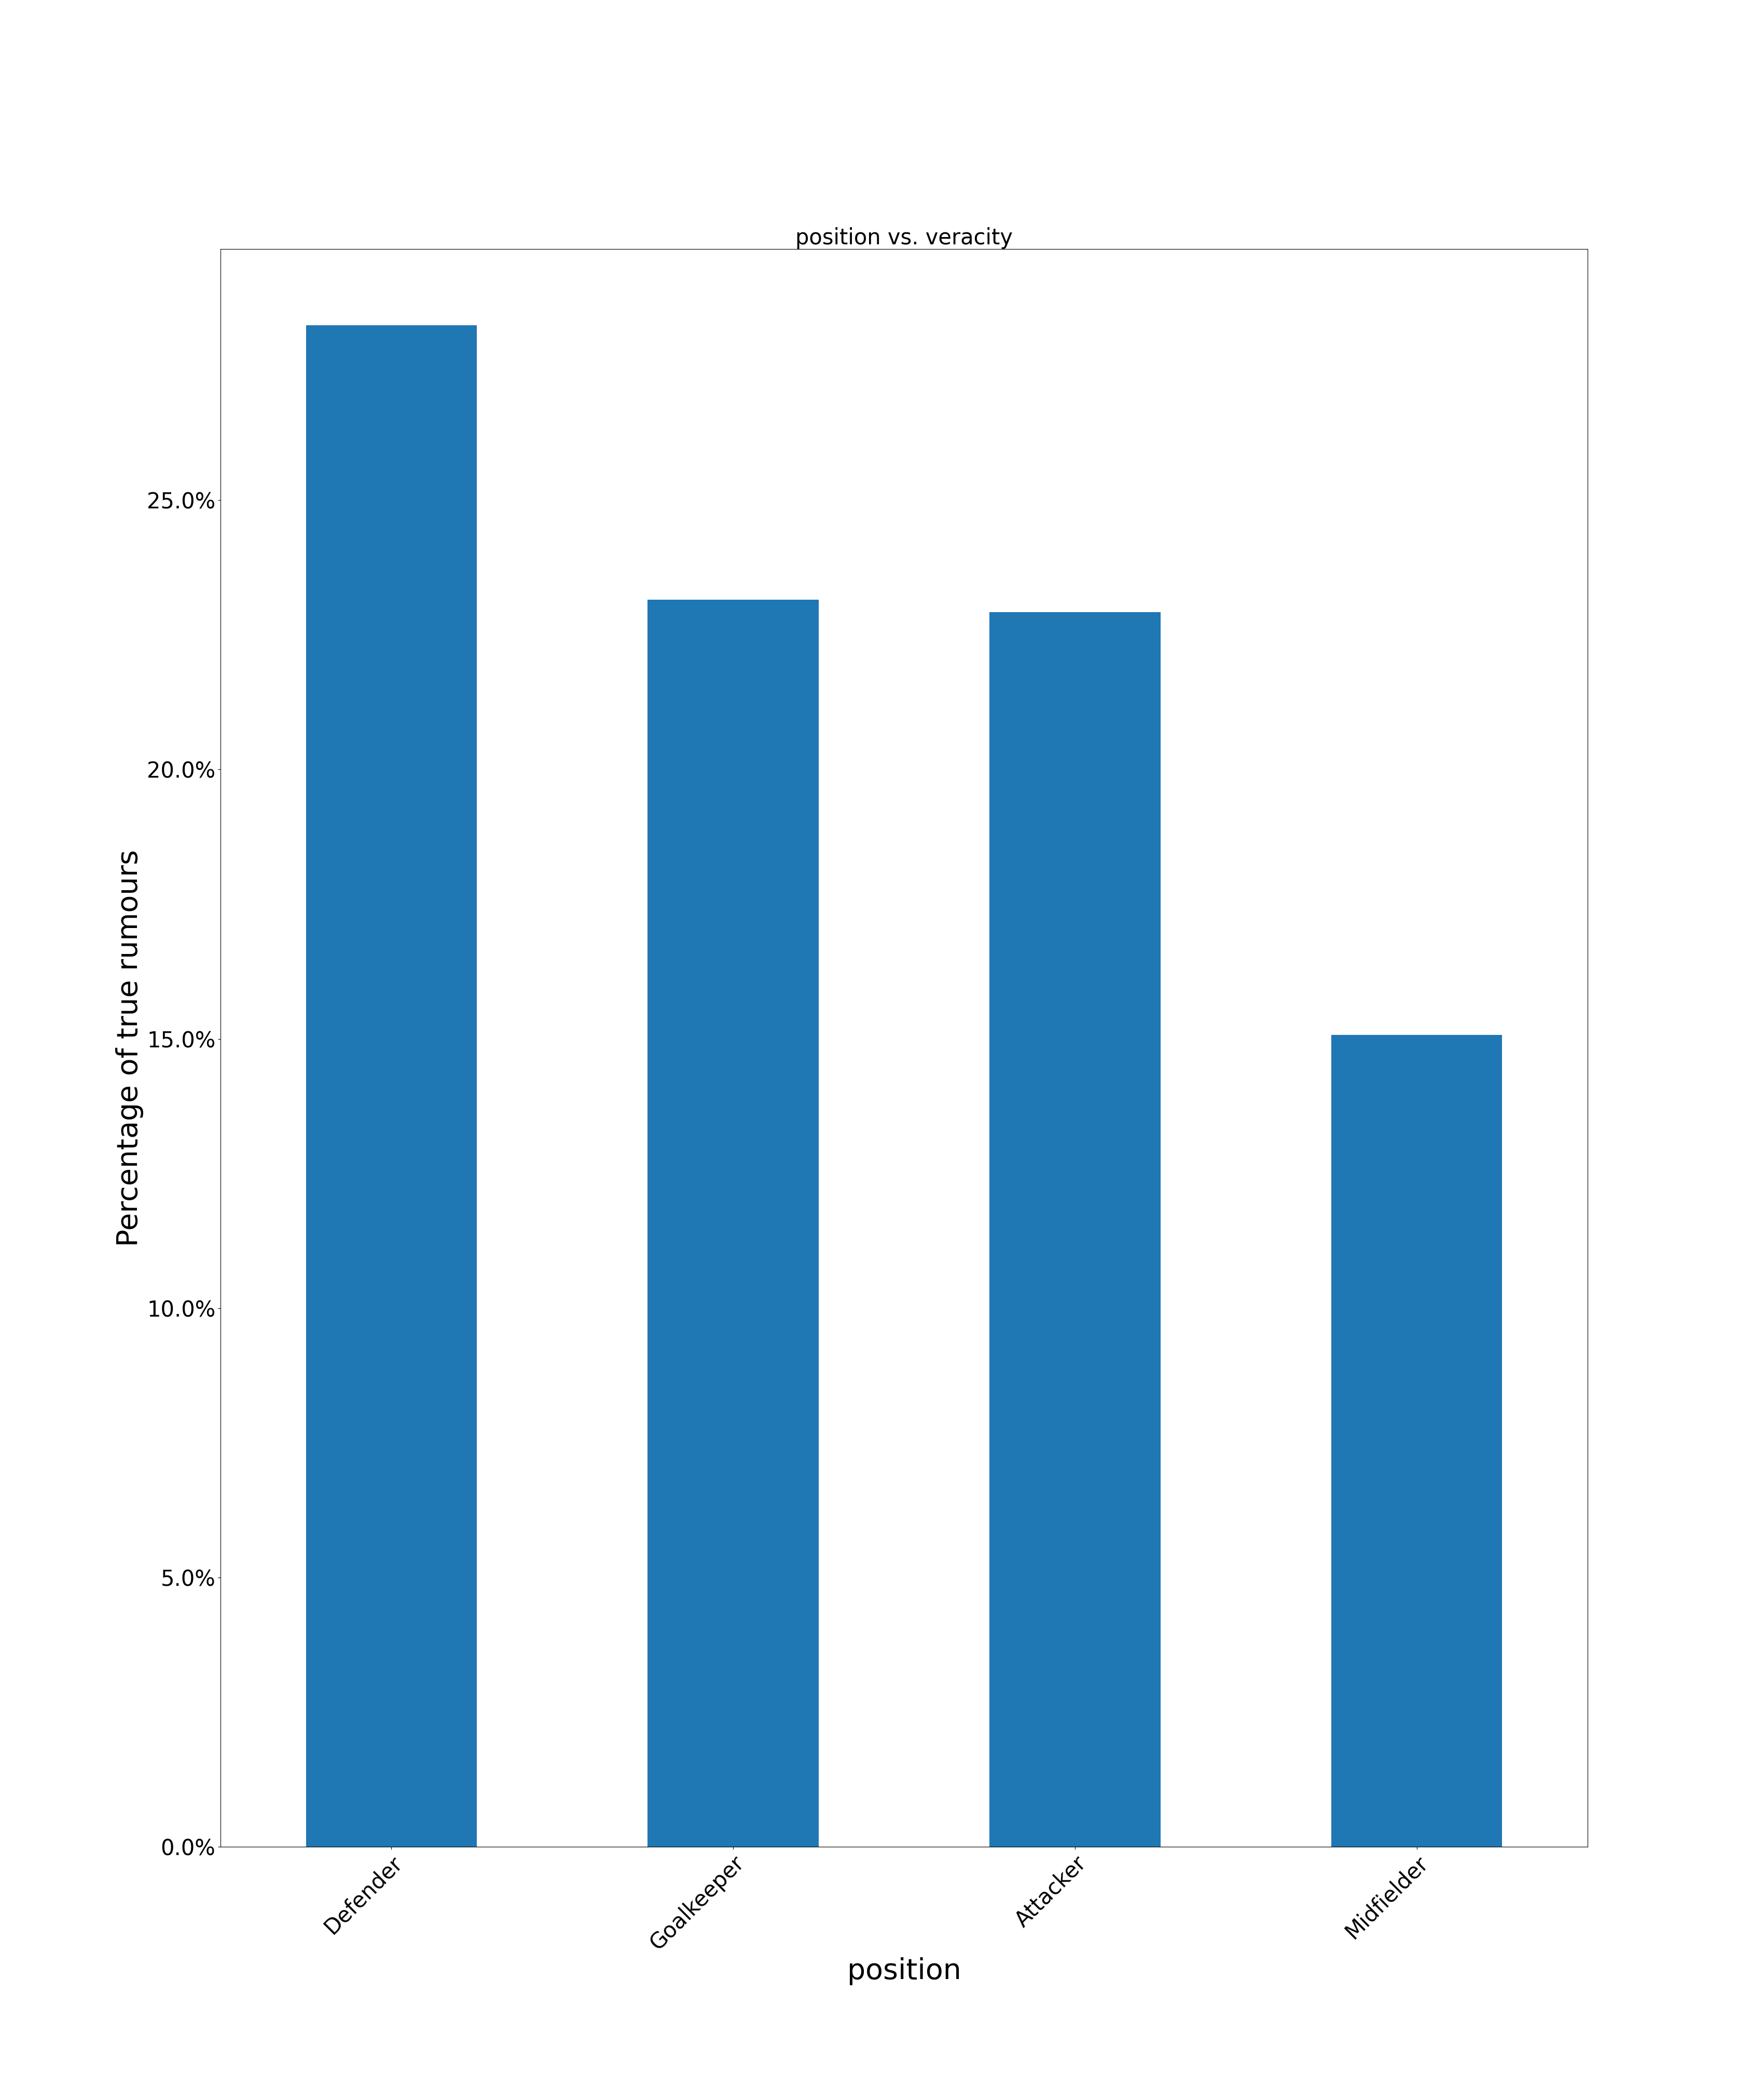 position vs. veracity
Percentage of true rumours
25.0%
20.0%
15.0%
10.0%
5.0%
0.0%
Defender
Goalkeeper
Attacker
Midfielder
position